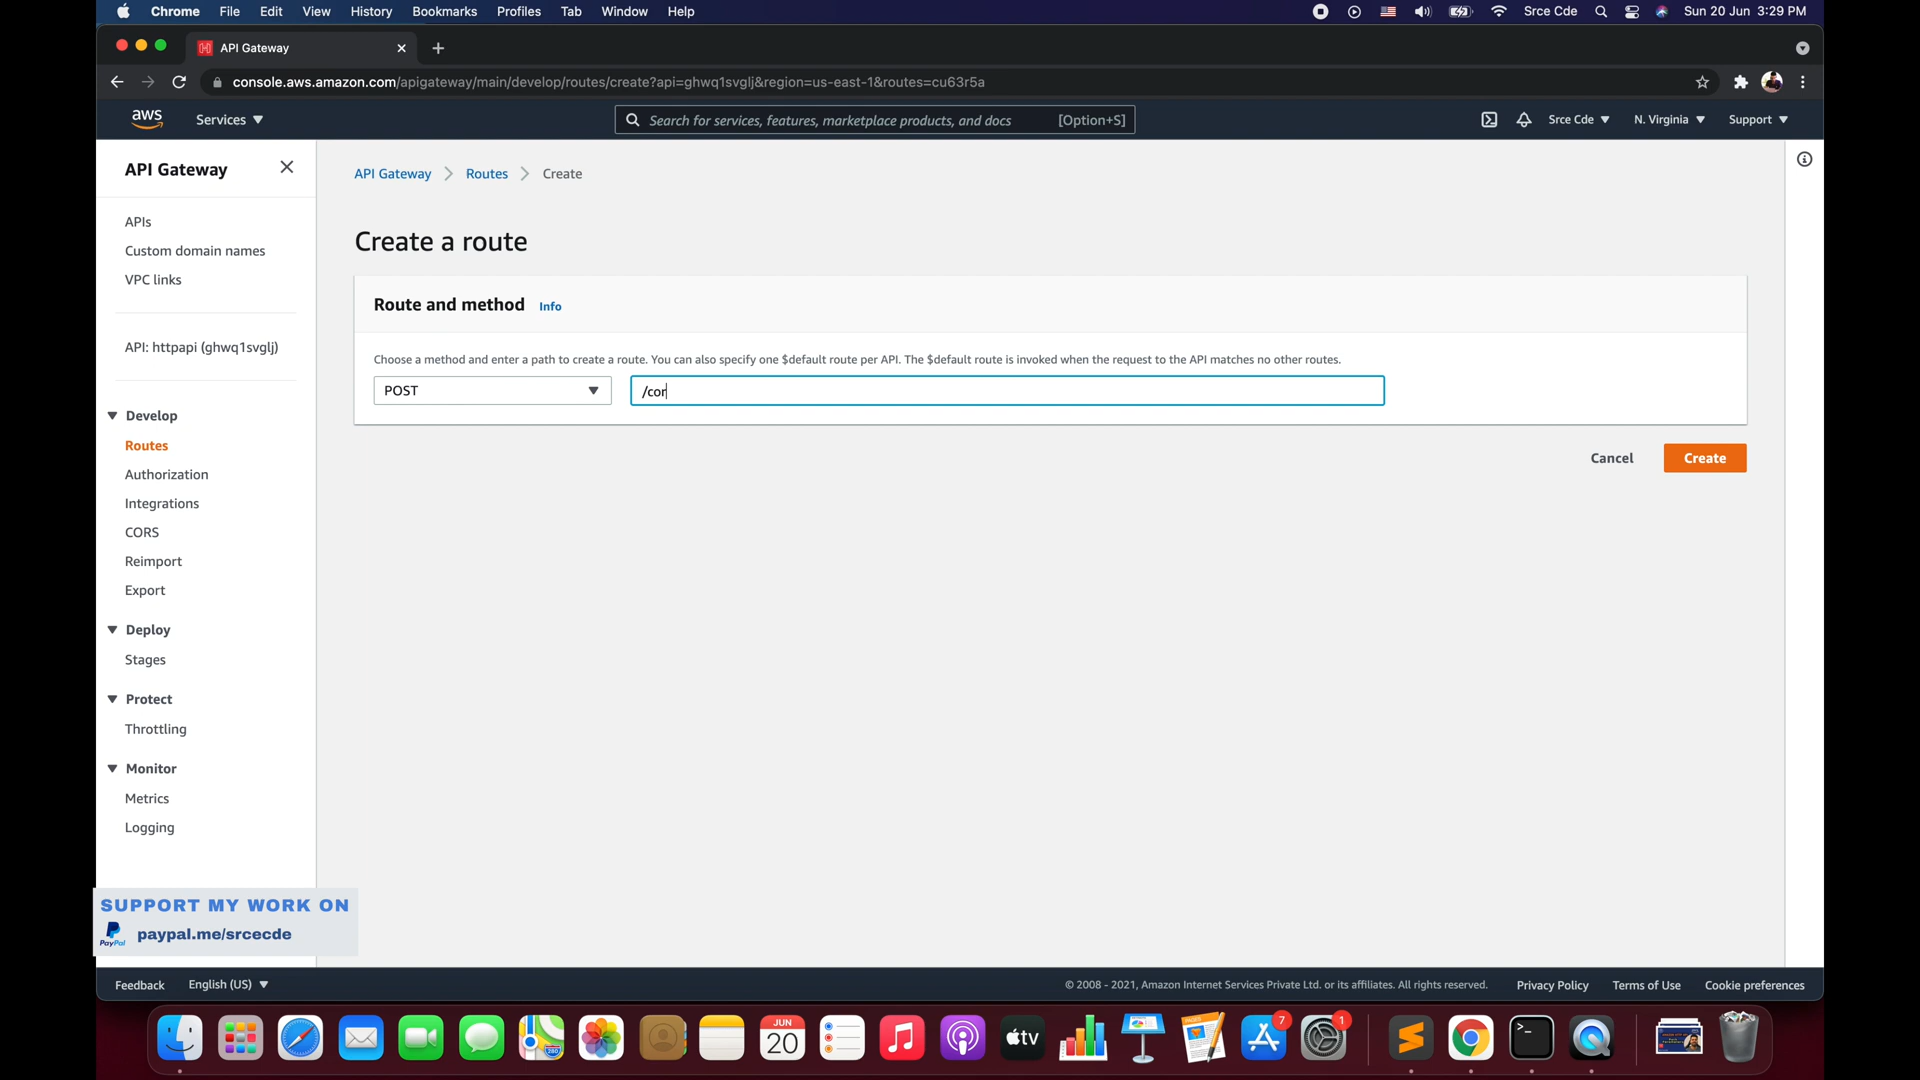 Chrome File Edit View History Bookmarks Profiles Tab Window Help Srce Cde Sun 20 Jun 3:29 PM
API Gateway
console.aws.amazon.com/apigateway/main/develop/routes/create?api=ghwq1svglj&region=us-east-1&routes=cu63r5a
aws Services Search for services, features, marketplace products, and docs [Option+S] Srce Cde N. Virginia Support
API Gateway
APIs
Custom domain names
VPC links
API: httpapi (ghwq1svglj)
Develop
Routes
Authorization
Integrations
CORS
Reimport
Export
Deploy
Stages
Protect
Throttling
Monitor
Metrics
Logging
API Gateway Routes Create
Create a route
Route and method Info
Choose a method and enter a path to create a route. You can also specify one $default route per API. The $default route is invoked when the request to the API matches no other routes.
POST /cor
Cancel Create
SUPPORT MY WORK ON
PayPal paypal.me/srcecde
Feedback English (US) © 2008 - 2021, Amazon Internet Services Private Ltd. or its affiliates. All rights reserved. Privacy Policy Terms of Use Cookie preferences
JUN
20
tv
7
1
280
>_